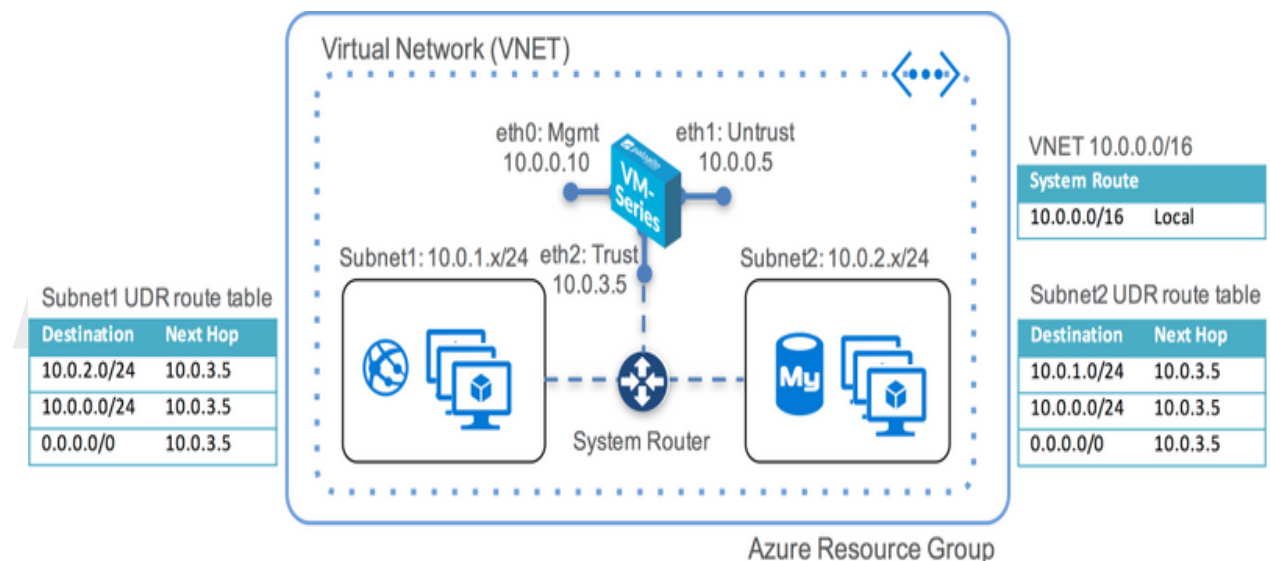 Virtual Network (VNET)
eth0: Mgmt
10.0.0.10
eth1: Untrust
10.0.0.5
paloalto
VM-
Series
Subnet1: 10.0.1.x/24
eth2: Trust
10.0.3.5
Subnet2: 10.0.2.x/24
My
System Router
Subnet1 UDR route table
Destination Next Hop
10.0.2.0/24 10.0.3.5
10.0.0.0/24 10.0.3.5
0.0.0.0/0 10.0.3.5
VNET 10.0.0.0/16
System Route
10.0.0.0/16 Local
Subnet2 UDR route table
Destination Next Hop
10.0.1.0/24 10.0.3.5
10.0.0.0/24 10.0.3.5
0.0.0.0/0 10.0.3.5
Azure Resource Group